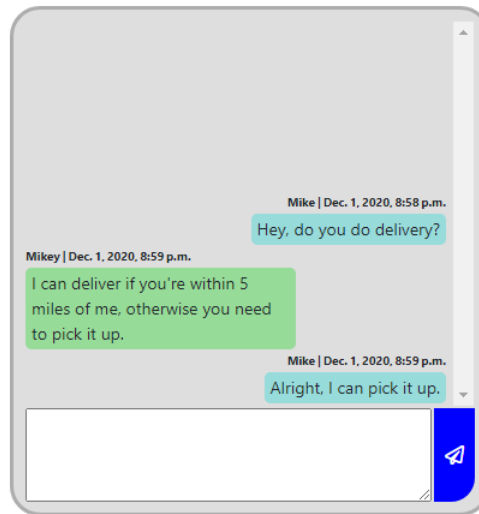 Mike | Dec. 1, 2020, 8:58 p.m.
Hey, do you do delivery?
Mikey | Dec. 1, 2020, 8:59 p.m.
I can deliver if you're within 5
miles of me, otherwise you need
to pick it up.
Mike | Dec. 1, 2020, 8:59 p.m.
Alright, I can pick it up.